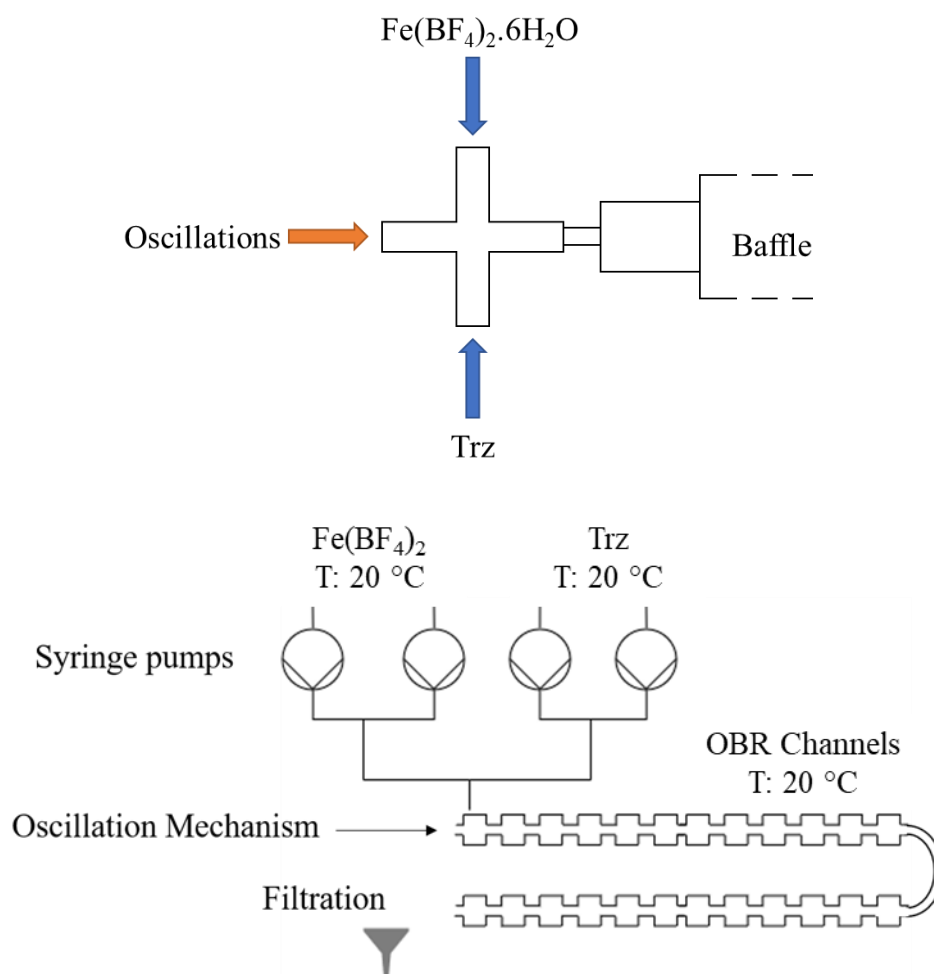 Fe(BF₄)₂.6H₂O
Oscillations
Baffle
Trz
Fe(BF₄)₂
T: 20 °C
Trz
T: 20 °C
Syringe pumps
OBR Channels
T: 20 °C
Oscillation Mechanism
Filtration